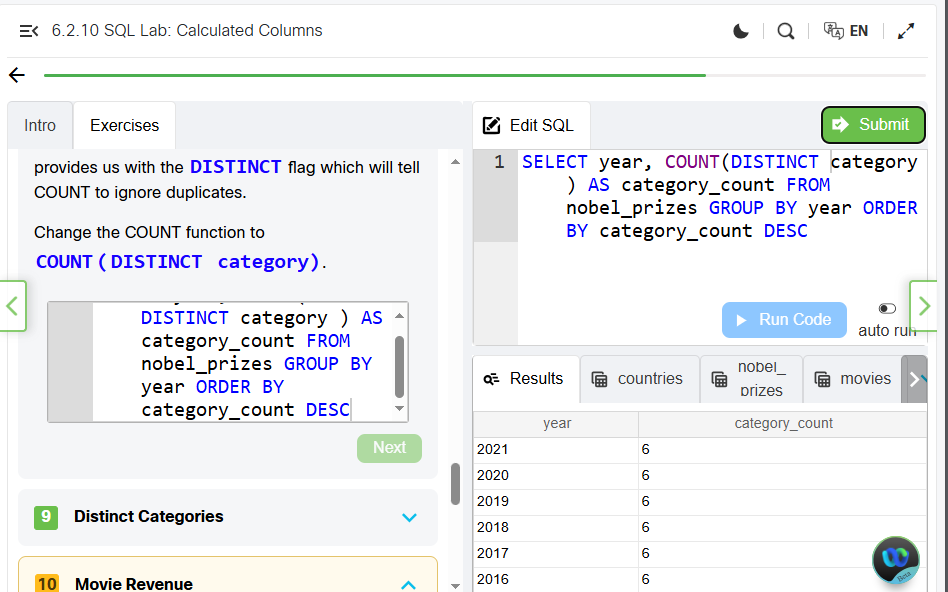 6.2.10 SQL Lab: Calculated Columns
EN
Intro
Exercises
provides us with the DISTINCT flag which will tell
COUNT to ignore duplicates.
Change the COUNT function to
COUNT(DISTINCT category).
DISTINCT category ) AS
category_count FROM
nobel_prizes GROUP BY
year ORDER BY
category_count DESC
Next
9 Distinct Categories
10 Movie Revenue
Edit SQL
Submit
1 SELECT year, COUNT(DISTINCT category
) AS category_count FROM
nobel_prizes GROUP BY year ORDER
BY category_count DESC
Run Code
auto run
Results
countries
nobel_
prizes
movies
year category_count
2021 6
2020 6
2019 6
2018 6
2017 6
2016 6
Beta